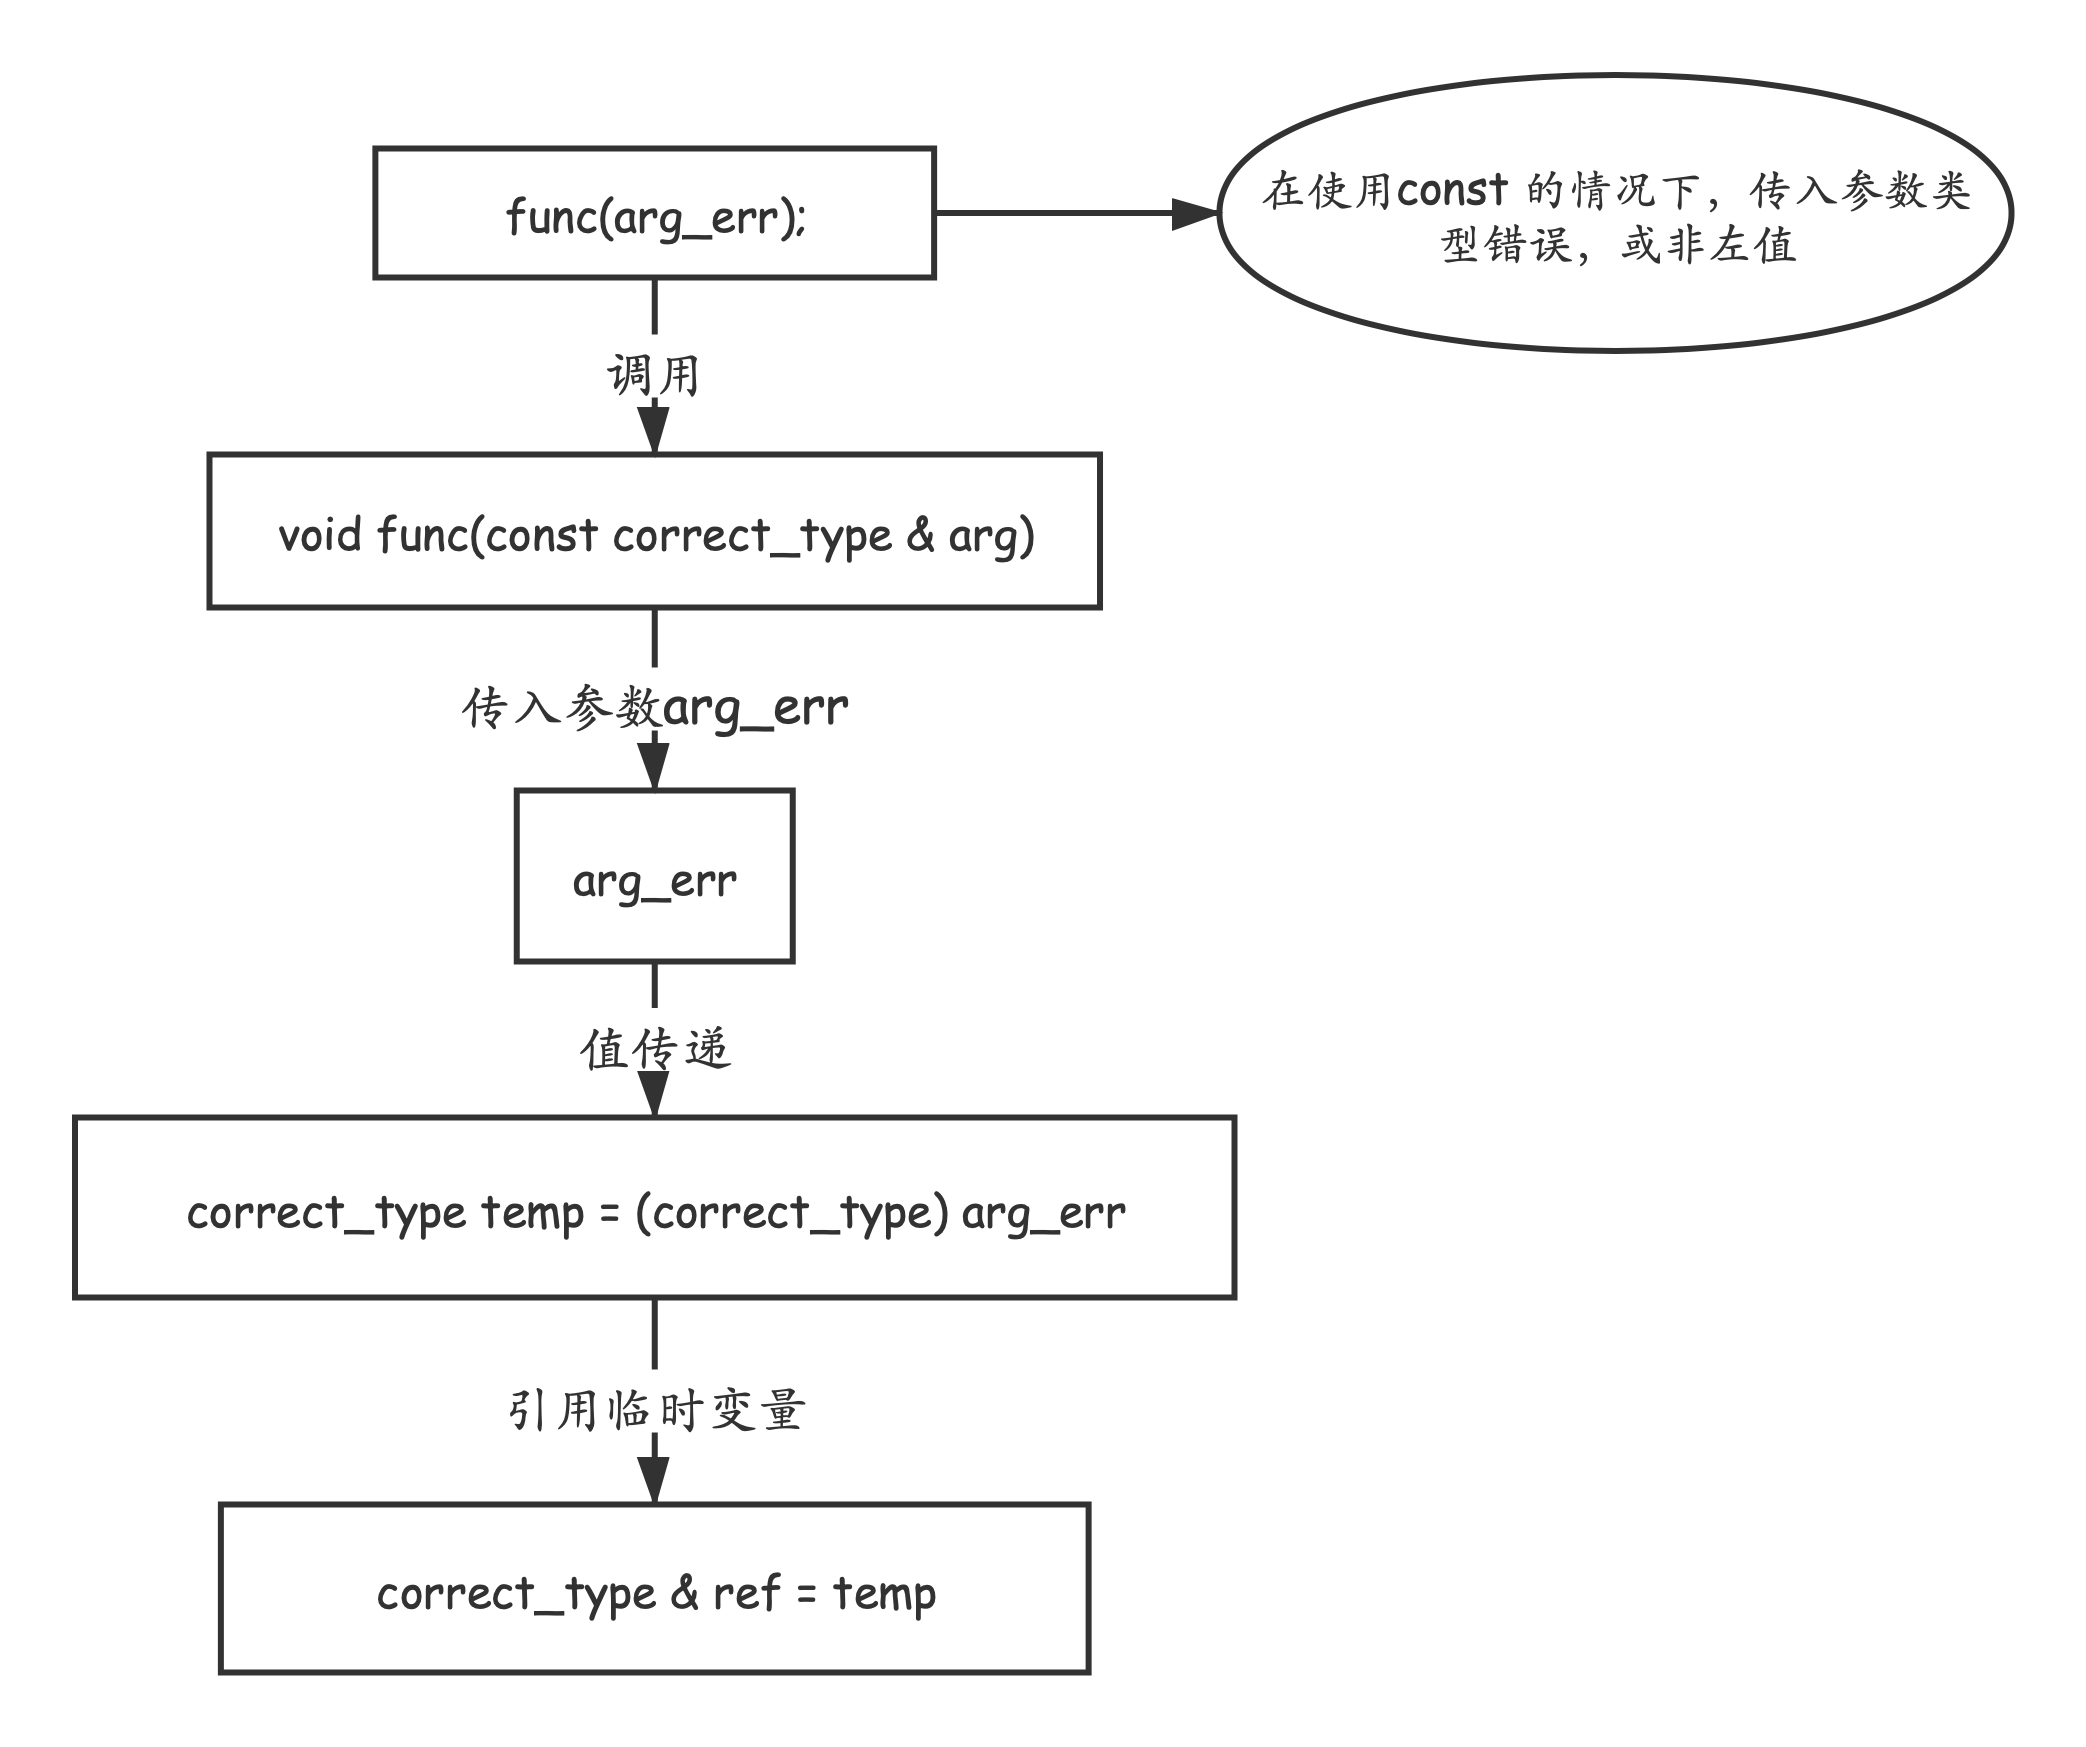 func(arg_err);
在使用const 的情况下，传入参数类
型错误，或非左值
调用
void func(const correct_type & arg)
传入参数arg_err
arg_err
值传递
correct_type temp = (correct_type) arg_err
引用临时变量
correct_type & ref = temp